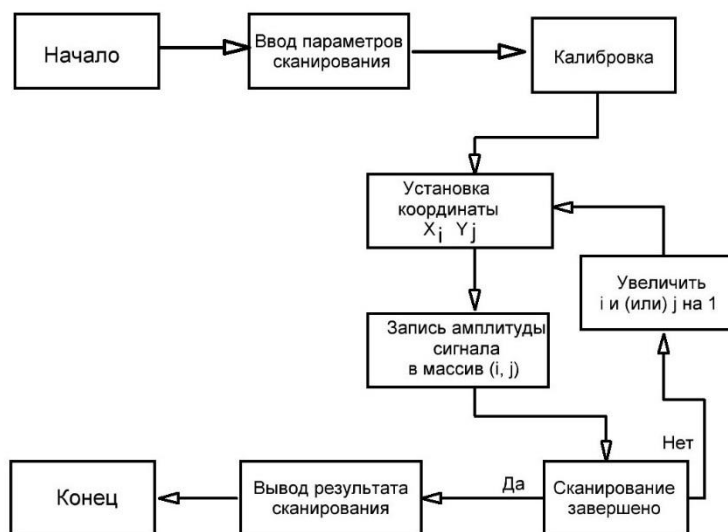 Начало
Ввод параметров
сканирования
Калибровка
Установка
координаты
Xi Yj
Увеличить
i и (или) j на 1
Запись амплитуды
сигнала
в массив (i, j)
Нет
Да
Сканирование
завершено
Вывод результата
сканирования
Конец